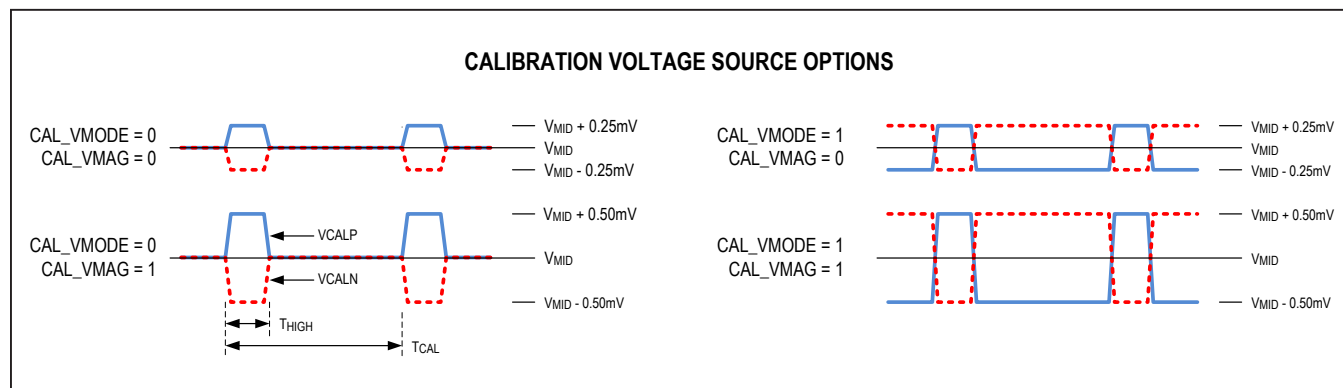 CALIBRATION VOLTAGE SOURCE OPTIONS
CAL_VMODE = 0
CAL_VMAG = 0
VMID + 0.25mV
VMID
VMID - 0.25mV
CAL_VMODE = 0
CAL_VMAG = 1
VCALP
VCALN
VMID + 0.50mV
VMID
VMID - 0.50mV
THIGH
TCAL
CAL_VMODE = 1
CAL_VMAG = 0
VMID + 0.25mV
VMID
VMID - 0.25mV
CAL_VMODE = 1
CAL_VMAG = 1
VMID + 0.50mV
VMID
VMID - 0.50mV